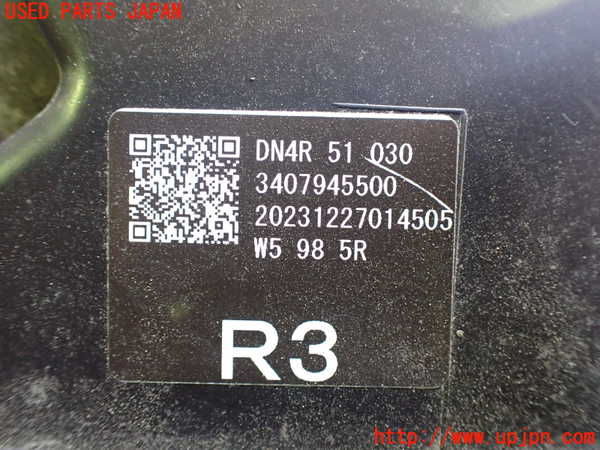 USED PARTS JAPAN
DN4R 51 030
3407945500
20231227014505
W5 98 5R
R3
http://www.upjpn.com/